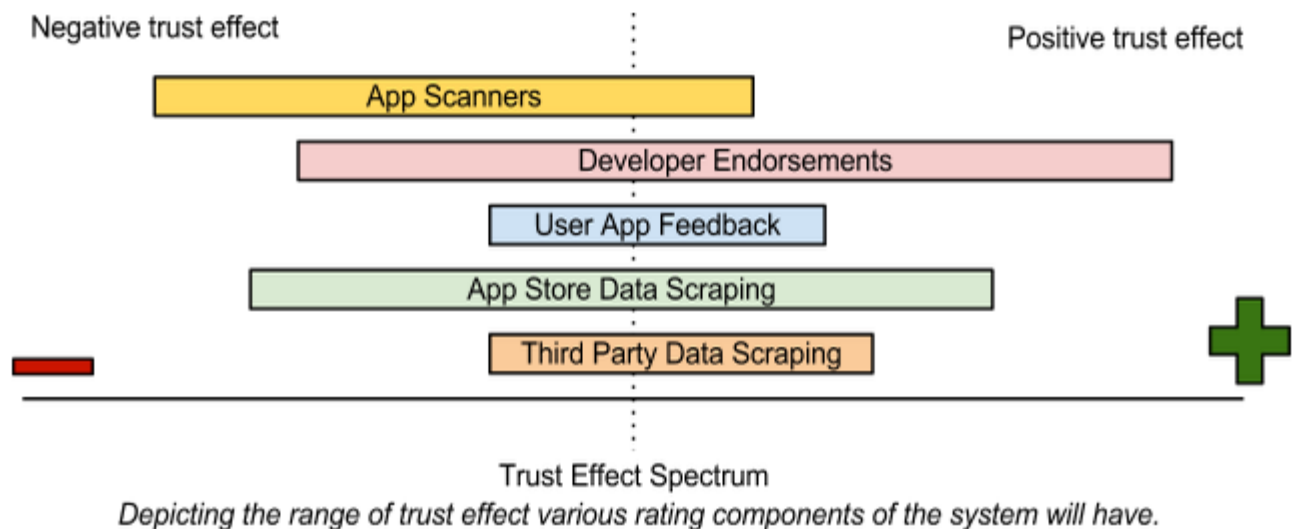 Negative trust effect
Positive trust effect
App Scanners
Developer Endorsements
User App Feedback
App Store Data Scraping
Third Party Data Scraping
Trust Effect Spectrum
Depicting the range of trust effect various rating components of the system will have.